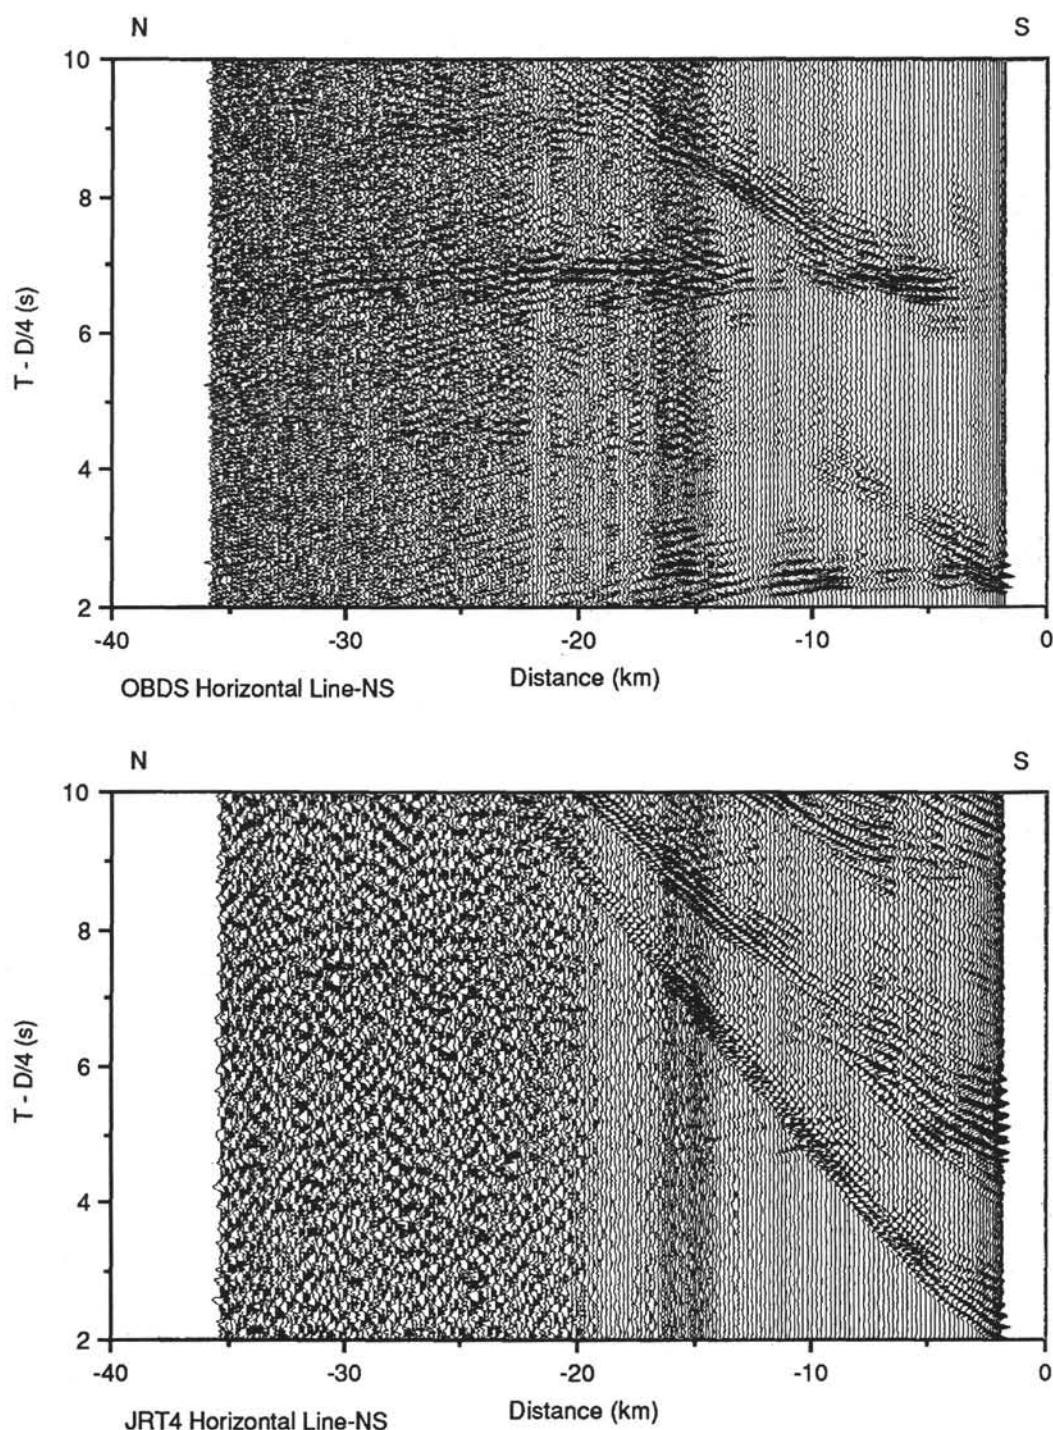 N S
10
8
6
4
2
T - D/4 (s)
-40 -30 -20 -10 0
Distance (km)
OBDS Horizontal Line-NS
N S
10
8
6
4
2
T - D/4 (s)
-40 -30 -20 -10 0
Distance (km)
JRT4 Horizontal Line-NS